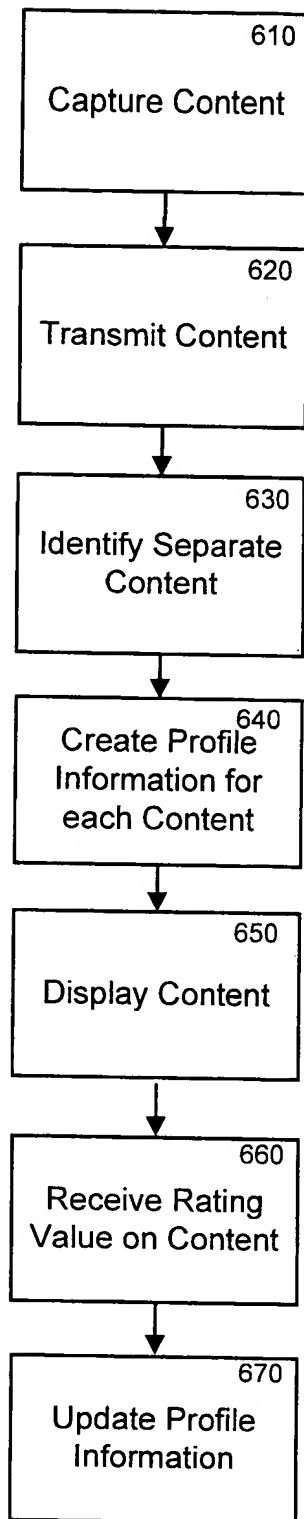 610
Capture Content
620
Transmit Content
630
Identify Separate
Content
640
Create Profile
Information for
each Content
650
Display Content
660
Receive Rating
Value on Content
670
Update Profile
Information